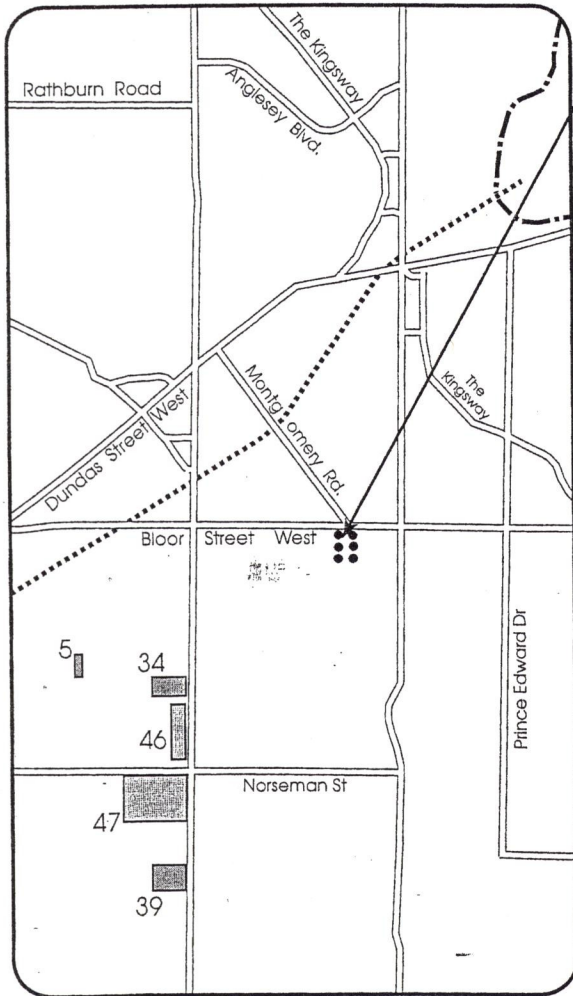 The Kingsway
Rathburn Road
Anglesey Blvd.
The
Kingsway
Montgomery Rd.
Dundas Street West
Bloor Street West
5
34
46
Prince Edward Dr
Norseman St
47
39